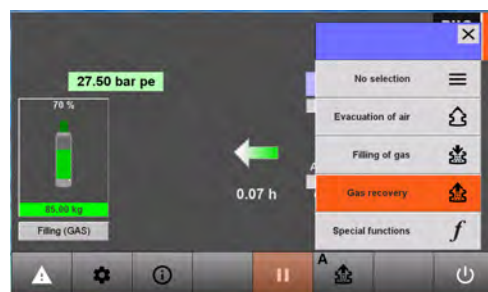 27.50 bar pe
70 %
85,00 kg
Filling (GAS)
0.07 h
No selection
Evacuation of air
Filling of gas
Gas recovery
Special functions
f
A